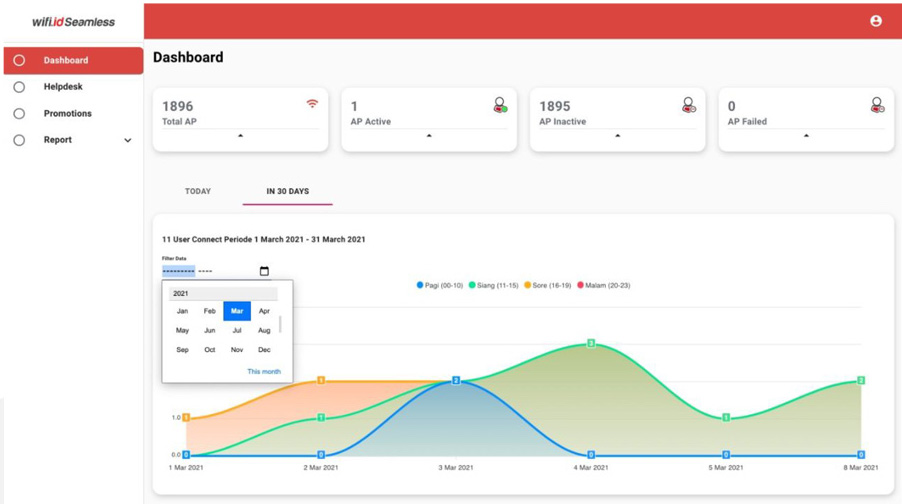 wifi.id Seamless
Dashboard
Helpdesk
Promotions
Report
Dashboard
1896
Total AP
1
AP Active
1895
AP Inactive
0
AP Failed
TODAY
IN 30 DAYS
11 User Connect Periode 1 March 2021 - 31 March 2021
Filter Data
--------- ----
2021
Jan Feb Mar Apr
May Jun Jul Aug
Sep Oct Nov Dec
This month
Pagi (00-10) Siang (11-15) Sore (16-19) Malam (20-23)
3
2
2
1
1
1.0
1
0.0
0 0 0 0 0
1 Mar 2021 2 Mar 2021 3 Mar 2021 4 Mar 2021 5 Mar 2021 8 Mar 2021